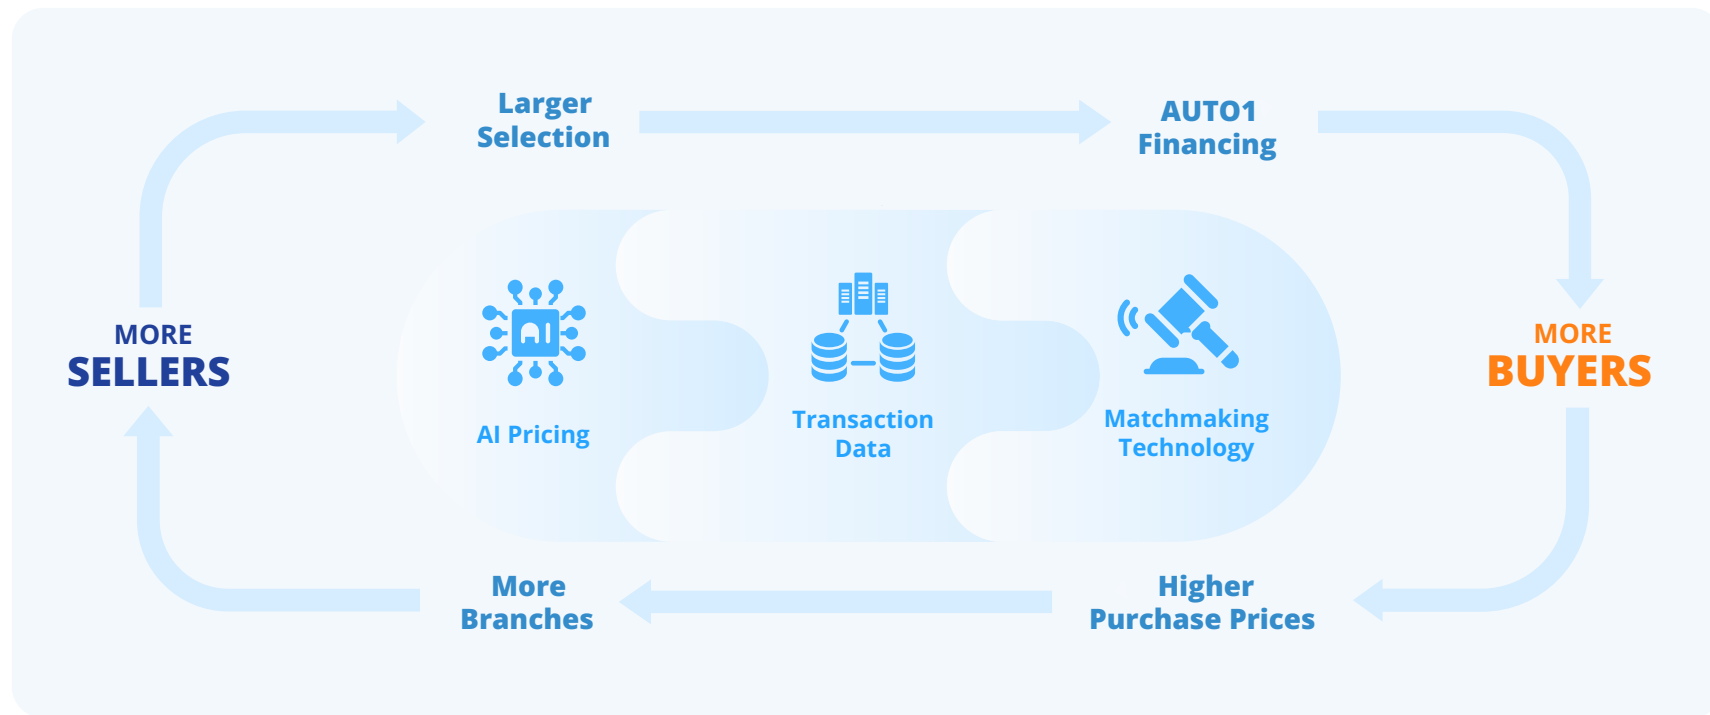 Larger
Selection
AUTO1
Financing
MORE
SELLERS
AI
AI Pricing
Transaction
Data
Matchmaking
Technology
MORE
BUYERS
More
Branches
Higher
Purchase Prices